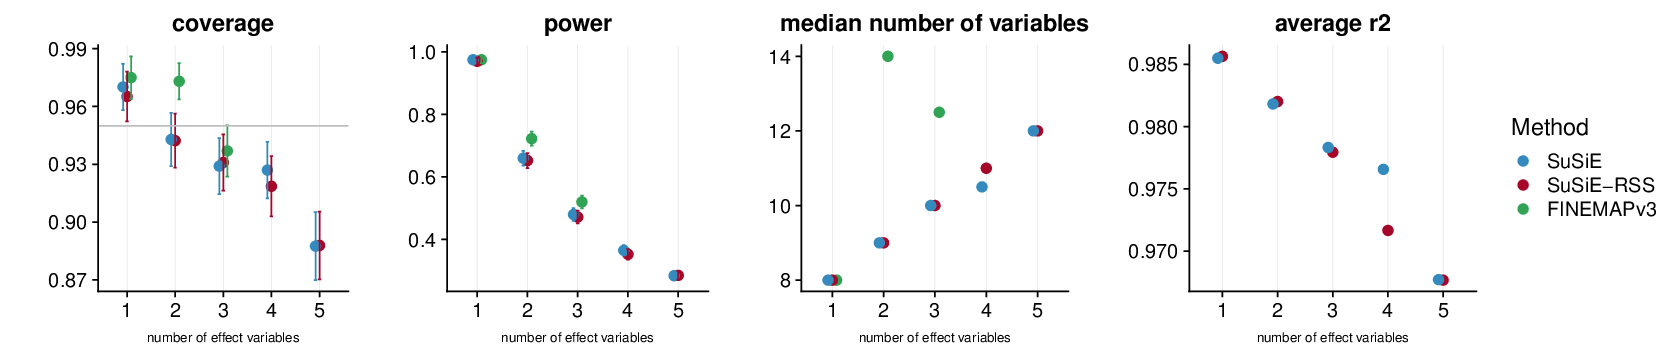 coverage
0.99
0.96
0.93
0.90
0.87
1 2 3 4 5
number of effect variables
power
1.0
0.8
0.6
0.4
1 2 3 4 5
number of effect variables
median number of variables
14
12
10
8
1 2 3 4 5
number of effect variables
average r2
0.985
0.980
0.975
0.970
1 2 3 4 5
number of effect variables
Method
SuSiE
SuSiE−RSS
FINEMAPv3